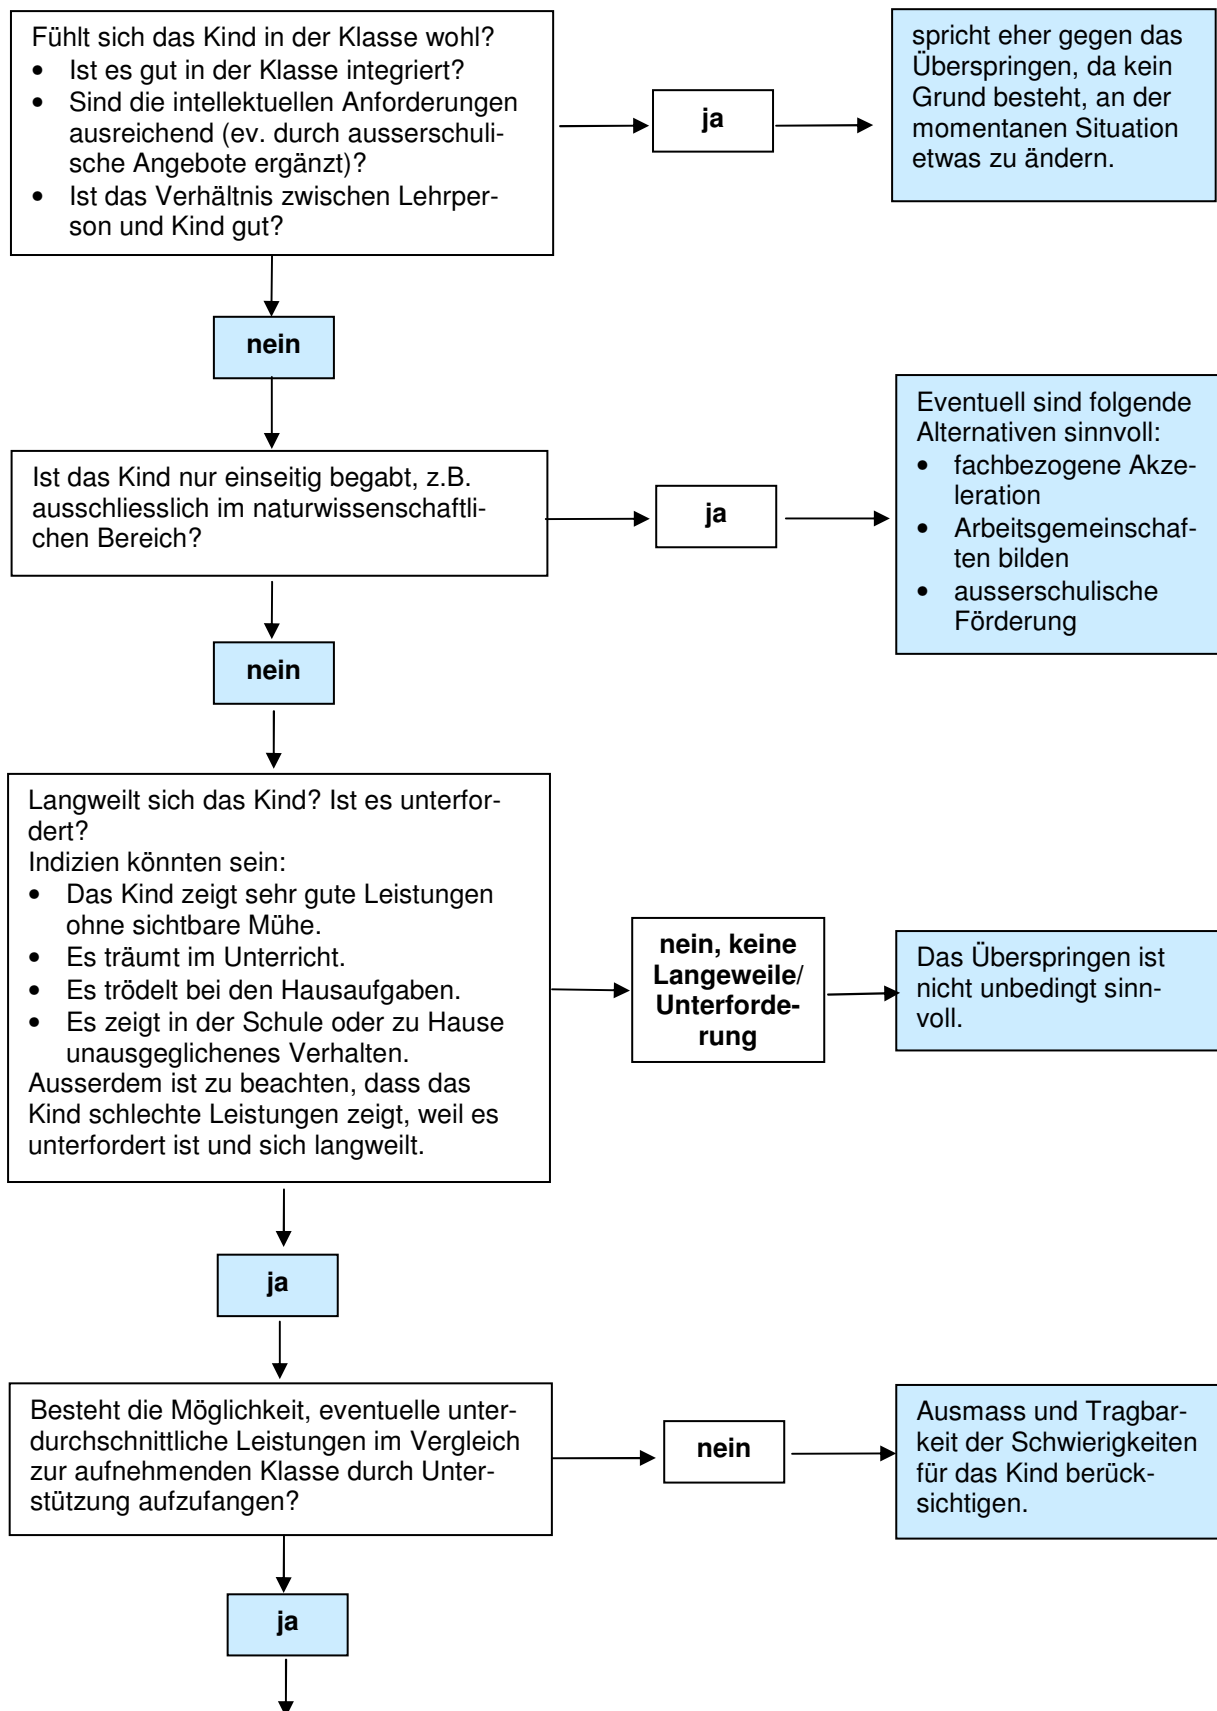 Fühlt sich das Kind in der Klasse wohl?
• Ist es gut in der Klasse integriert?
• Sind die intellektuellen Anforderungen
ausreichend (ev. durch ausserschuli-
sche Angebote ergänzt)?
• Ist das Verhältnis zwischen Lehrper-
son und Kind gut?
ja
spricht eher gegen das
Überspringen, da kein
Grund besteht, an der
momentanen Situation
etwas zu ändern.
nein
Ist das Kind nur einseitig begabt, z.B.
ausschliesslich im naturwissenschaftli-
chen Bereich?
ja
Eventuell sind folgende
Alternativen sinnvoll:
• fachbezogene Akze-
leration
• Arbeitsgemeinschaf-
ten bilden
• ausserschulische
Förderung
nein
Langweilt sich das Kind? Ist es unterfor-
dert?
Indizien könnten sein:
• Das Kind zeigt sehr gute Leistungen
ohne sichtbare Mühe.
• Es träumt im Unterricht.
• Es trödelt bei den Hausaufgaben.
• Es zeigt in der Schule oder zu Hause
unausgeglichenes Verhalten.
Ausserdem ist zu beachten, dass das
Kind schlechte Leistungen zeigt, weil es
unterfordert ist und sich langweilt.
nein, keine
Langeweile/
Unterforde-
rung
Das Überspringen ist
nicht unbedingt sinn-
voll.
ja
Besteht die Möglichkeit, eventuelle unter-
durchschnittliche Leistungen im Vergleich
zur aufnehmenden Klasse durch Unter-
stützung aufzufangen?
nein
Ausmass und Tragbar-
keit der Schwierigkeiten
für das Kind berück-
sichtigen.
ja